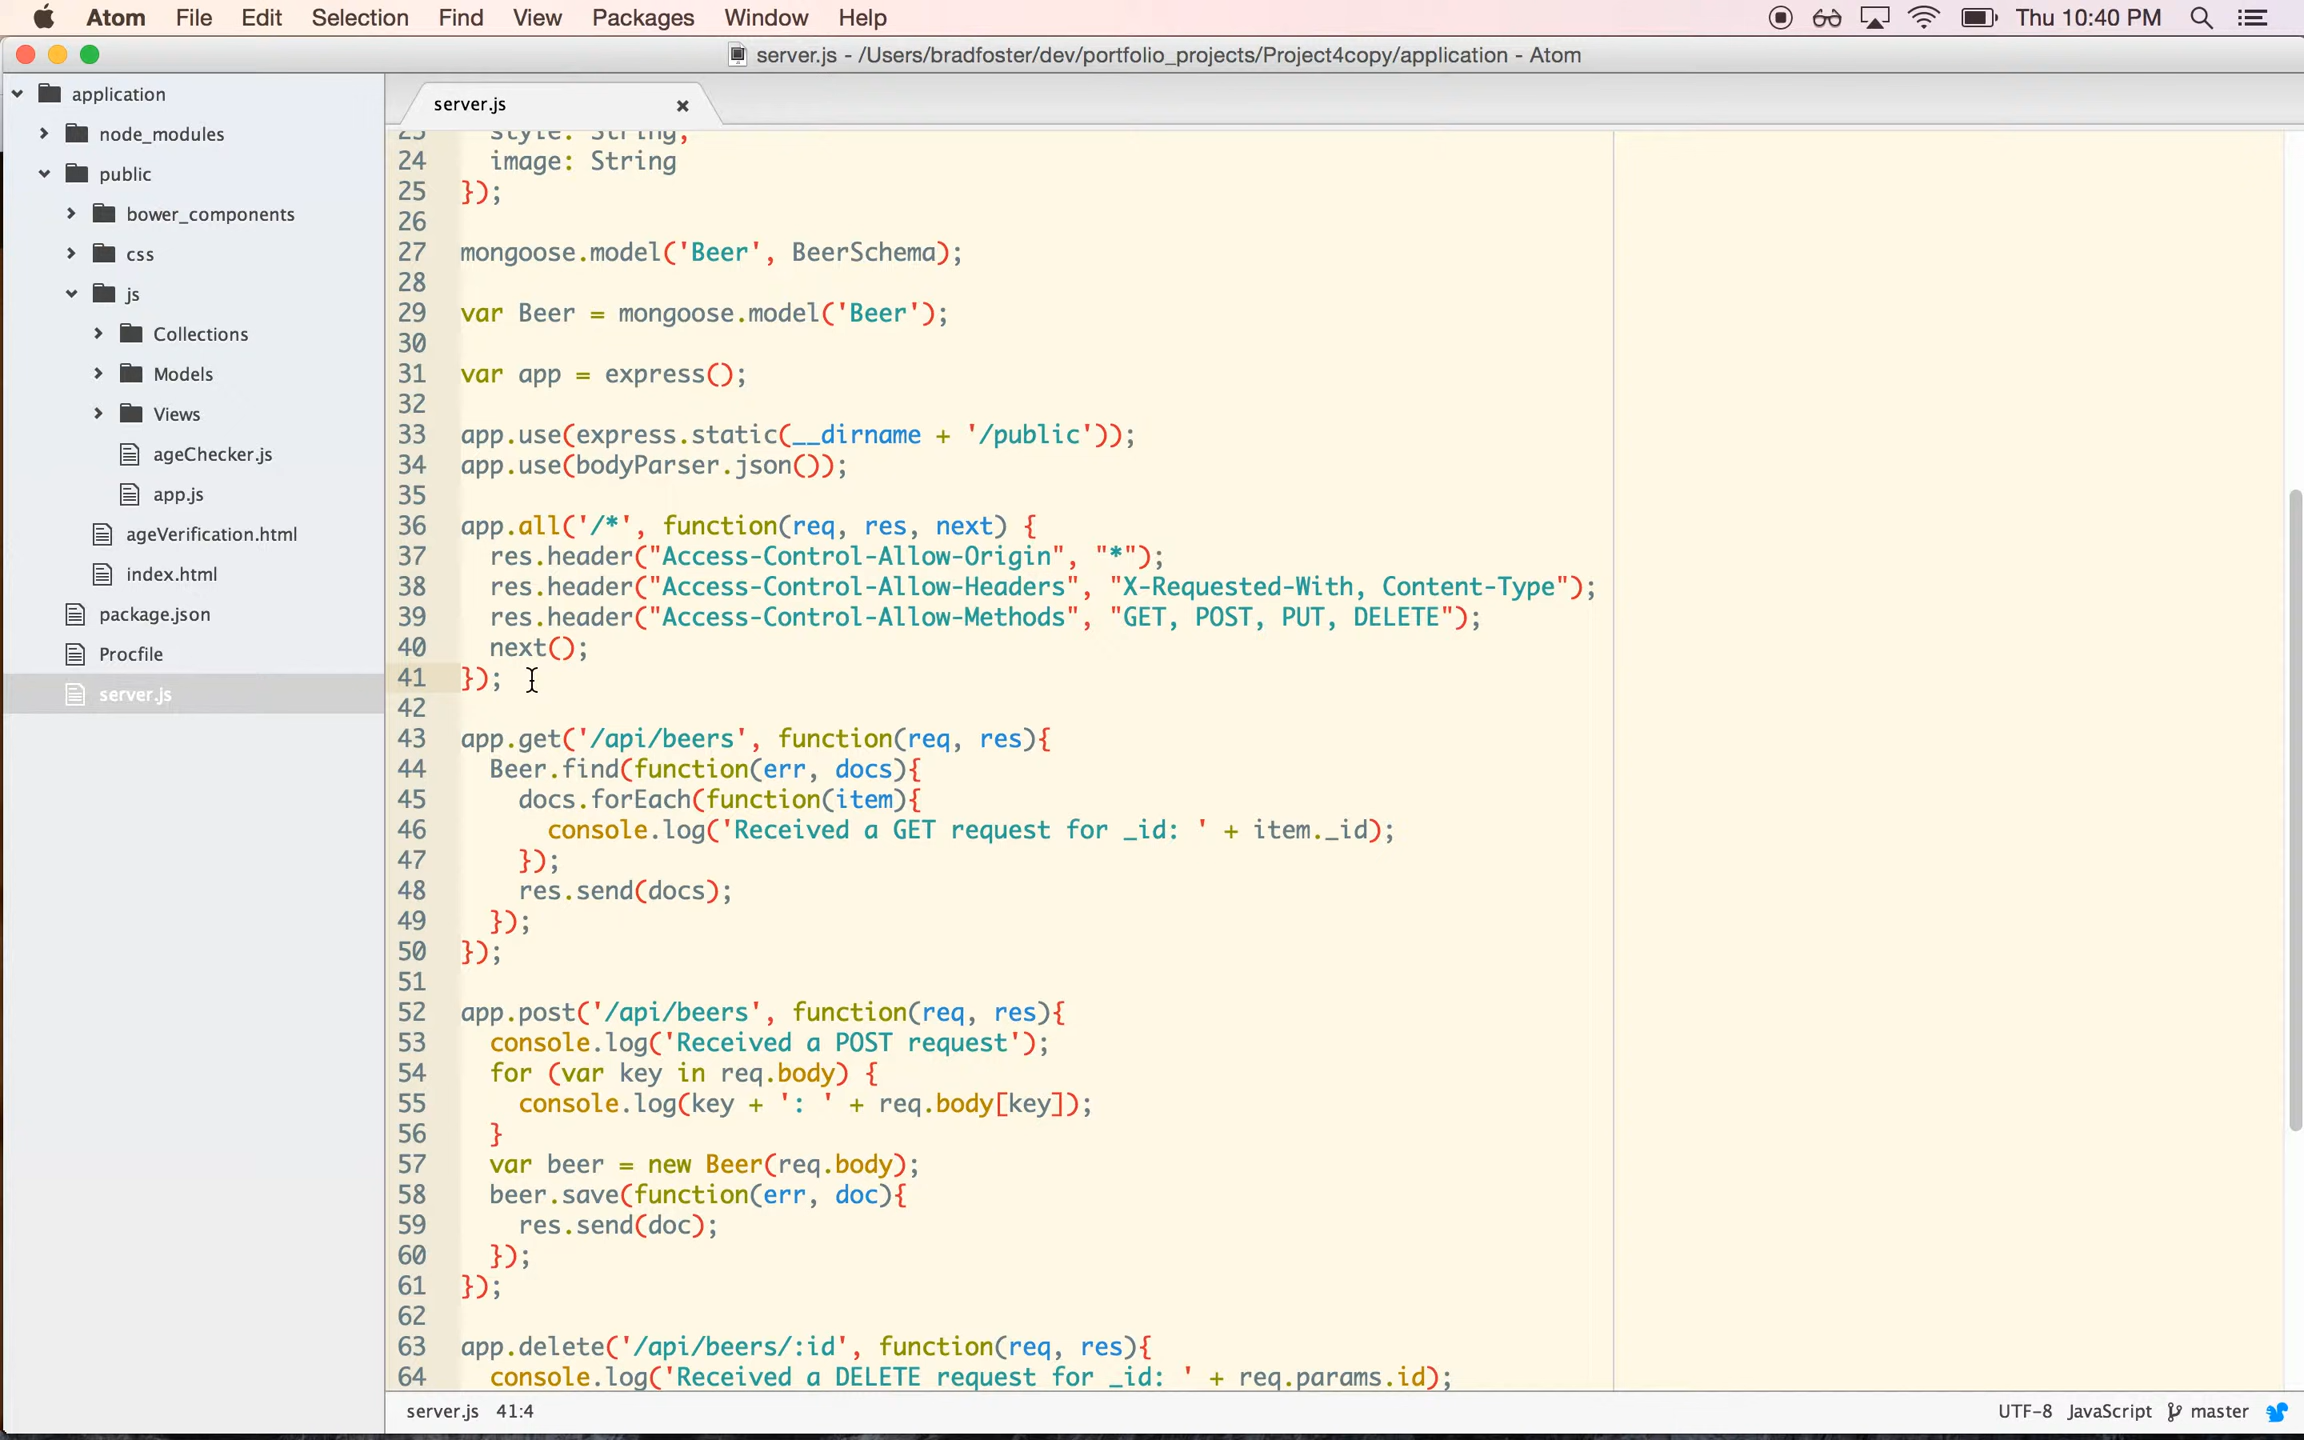 Atom File Edit Selection Find View Packages Window Help Thu 10:40 PM
server.js - /Users/bradfoster/dev/portfolio_projects/Project4copy/application - Atom
application
node_modules
public
bower_components
css
js
Collections
Models
Views
ageChecker.js
app.js
ageVerification.html
index.html
package.json
Procfile
server.js
server.js
23   style: String,
24   image: String
25 });
26
27 mongoose.model('Beer', BeerSchema);
28
29 var Beer = mongoose.model('Beer');
30
31 var app = express();
32
33 app.use(express.static(__dirname + '/public'));
34 app.use(bodyParser.json());
35
36 app.all('/*', function(req, res, next) {
37   res.header("Access-Control-Allow-Origin", "*");
38   res.header("Access-Control-Allow-Headers", "X-Requested-With, Content-Type");
39   res.header("Access-Control-Allow-Methods", "GET, POST, PUT, DELETE");
40   next();
41 });
42
43 app.get('/api/beers', function(req, res){
44   Beer.find(function(err, docs){
45     docs.forEach(function(item){
46       console.log('Received a GET request for _id: ' + item._id);
47     });
48     res.send(docs);
49   });
50 });
51
52 app.post('/api/beers', function(req, res){
53   console.log('Received a POST request');
54   for (var key in req.body) {
55     console.log(key + ': ' + req.body[key]);
56   }
57   var beer = new Beer(req.body);
58   beer.save(function(err, doc){
59     res.send(doc);
60   });
61 });
62
63 app.delete('/api/beers/:id', function(req, res){
64   console.log('Received a DELETE request for _id: ' + req.params.id);
server.js 41:4 UTF-8 JavaScript master